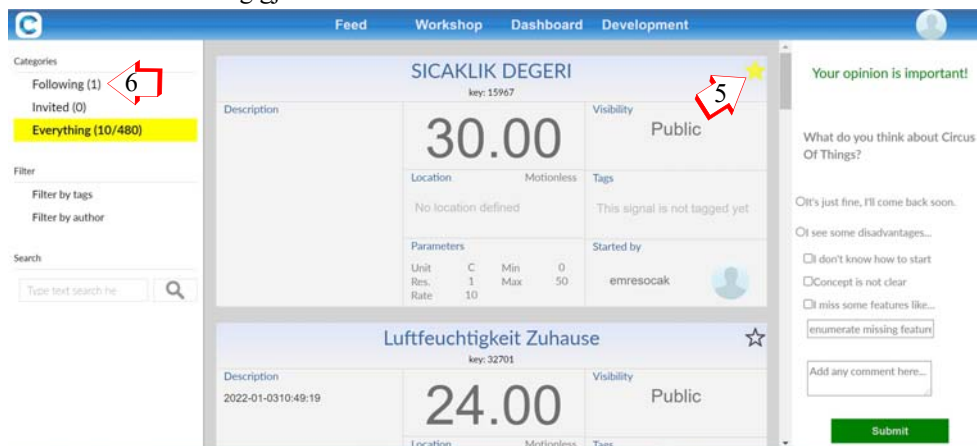 C
Feed Workshop Dashboard Development
Categories
Following (1)
6
Invited (0)
Everything (10/480)
Filter
Filter by tags
Filter by author
Search
Type text search he
SICAKLIK DEGERI
key: 15967
5
Description
30.00
Visibility
Public
Location Motionless
No location defined
Tags
This signal is not tagged yet
Parameters
Unit C Min 0
Res. 1 Max 50
Rate 10
Started by
emresocak
Luftfeuchtigkeit Zuhause
key: 32701
Description
2022-01-0310:49:19
24.00
Visibility
Public
Location Motionless
Tags
Your opinion is important!
What do you think about Circus
Of Things?
It's just fine, I'll come back soon.
I see some disadvantages...
I don't know how to start
Concept is not clear
I miss some features like...
enumerate missing featur
Add any comment here...
Submit